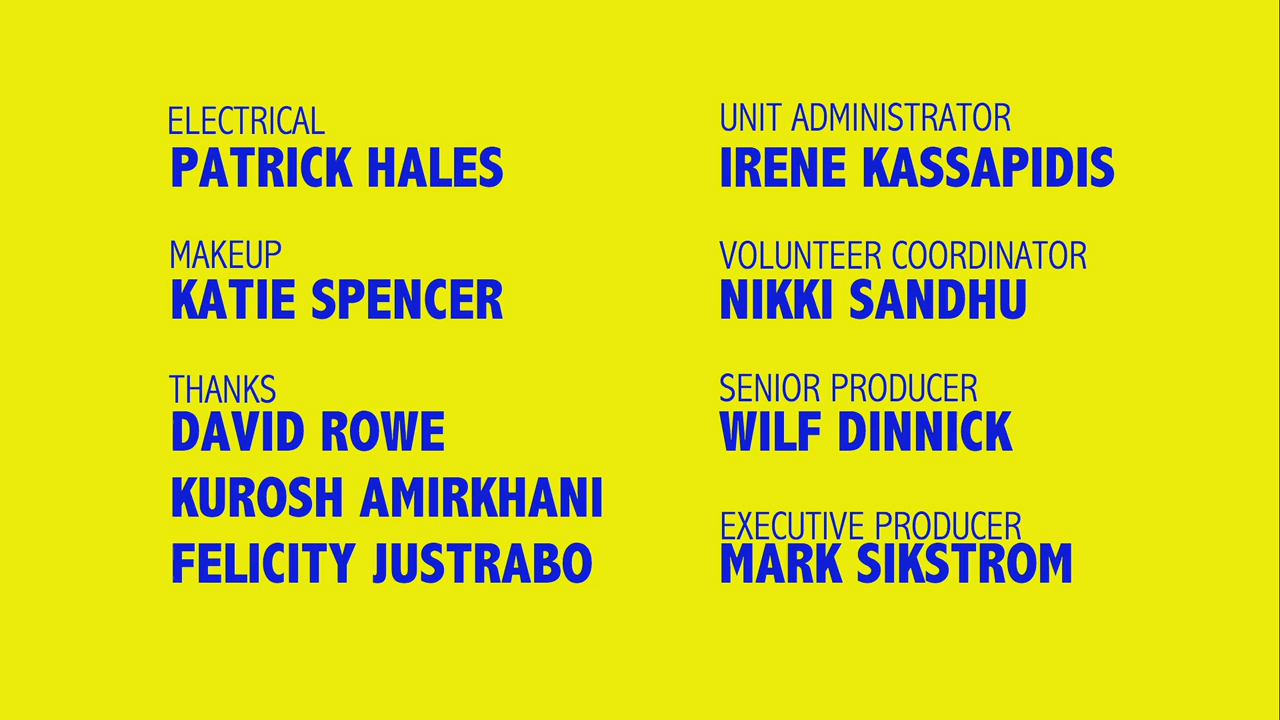 ELECTRICAL
PATRICK HALES
MAKEUP
KATIE SPENCER
THANKS
DAVID ROWE
KUROSH AMIRKHANI
FELICITY JUSTRABO
UNIT ADMINISTRATOR
IRENE KASSAPIDIS
VOLUNTEER COORDINATOR
NIKKI SANDHU
SENIOR PRODUCER
WILF DINNICK
EXECUTIVE PRODUCER
MARK SIKSTROM